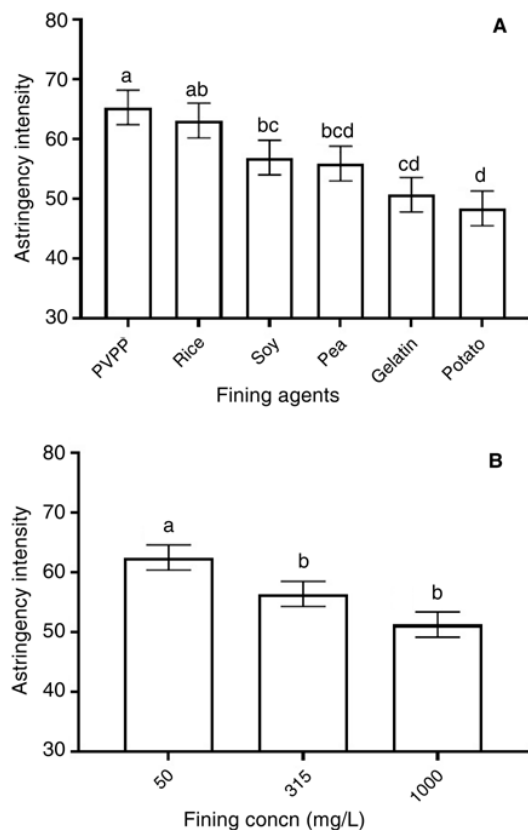 A
80
70
60
50
40
30
Astringency intensity
a
ab
bc
bcd
cd
d
PVPP
Rice
Soy
Pea
Gelatin
Potato
Fining agents
B
80
70
60
50
40
30
Astringency intensity
a
b
b
50
315
1000
Fining concn (mg/L)